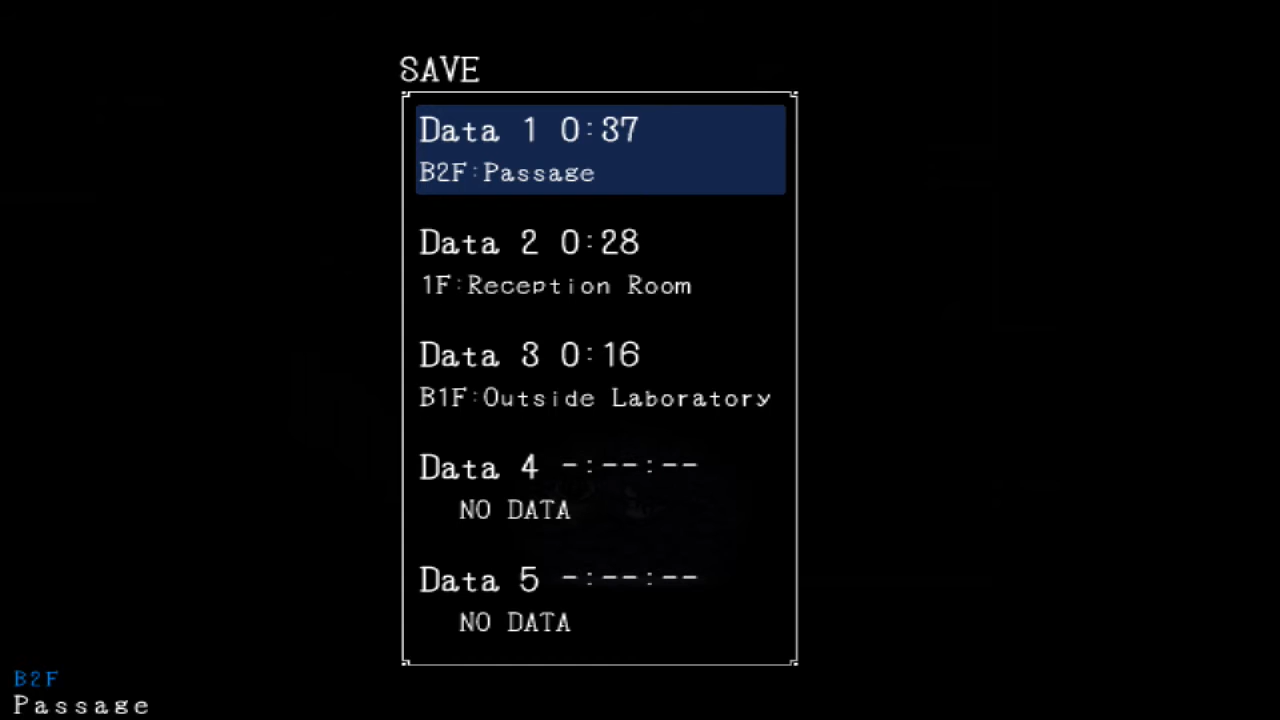 SAVE
Data 1 0:37
B2F:Passage
Data 2 0:28
1F:Reception Room
Data 3 0:16
B1F:Outside Laboratory
Data 4 -:--:--
NO DATA
Data 5 -:--:--
NO DATA
B2F
Passage